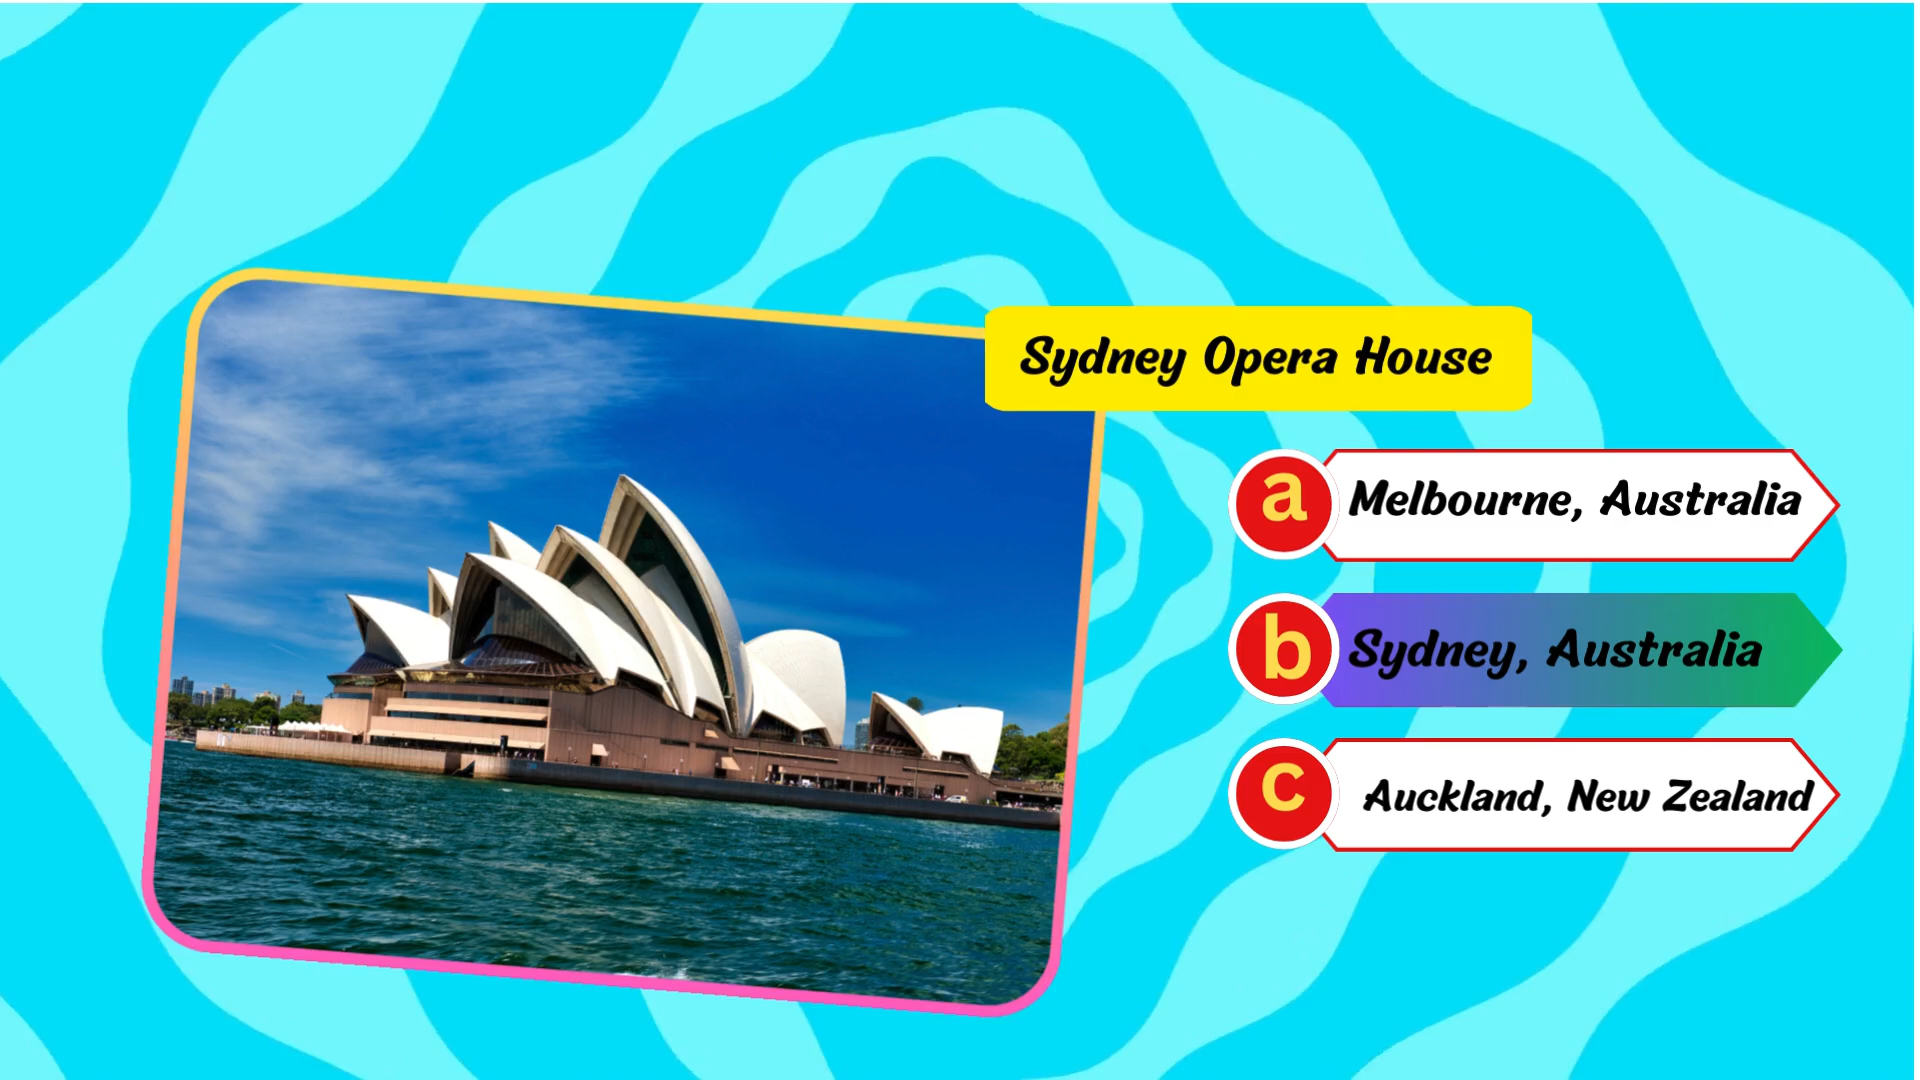 Sydney Opera House
a Melbourne, Australia
b Sydney, Australia
c Auckland, New Zealand